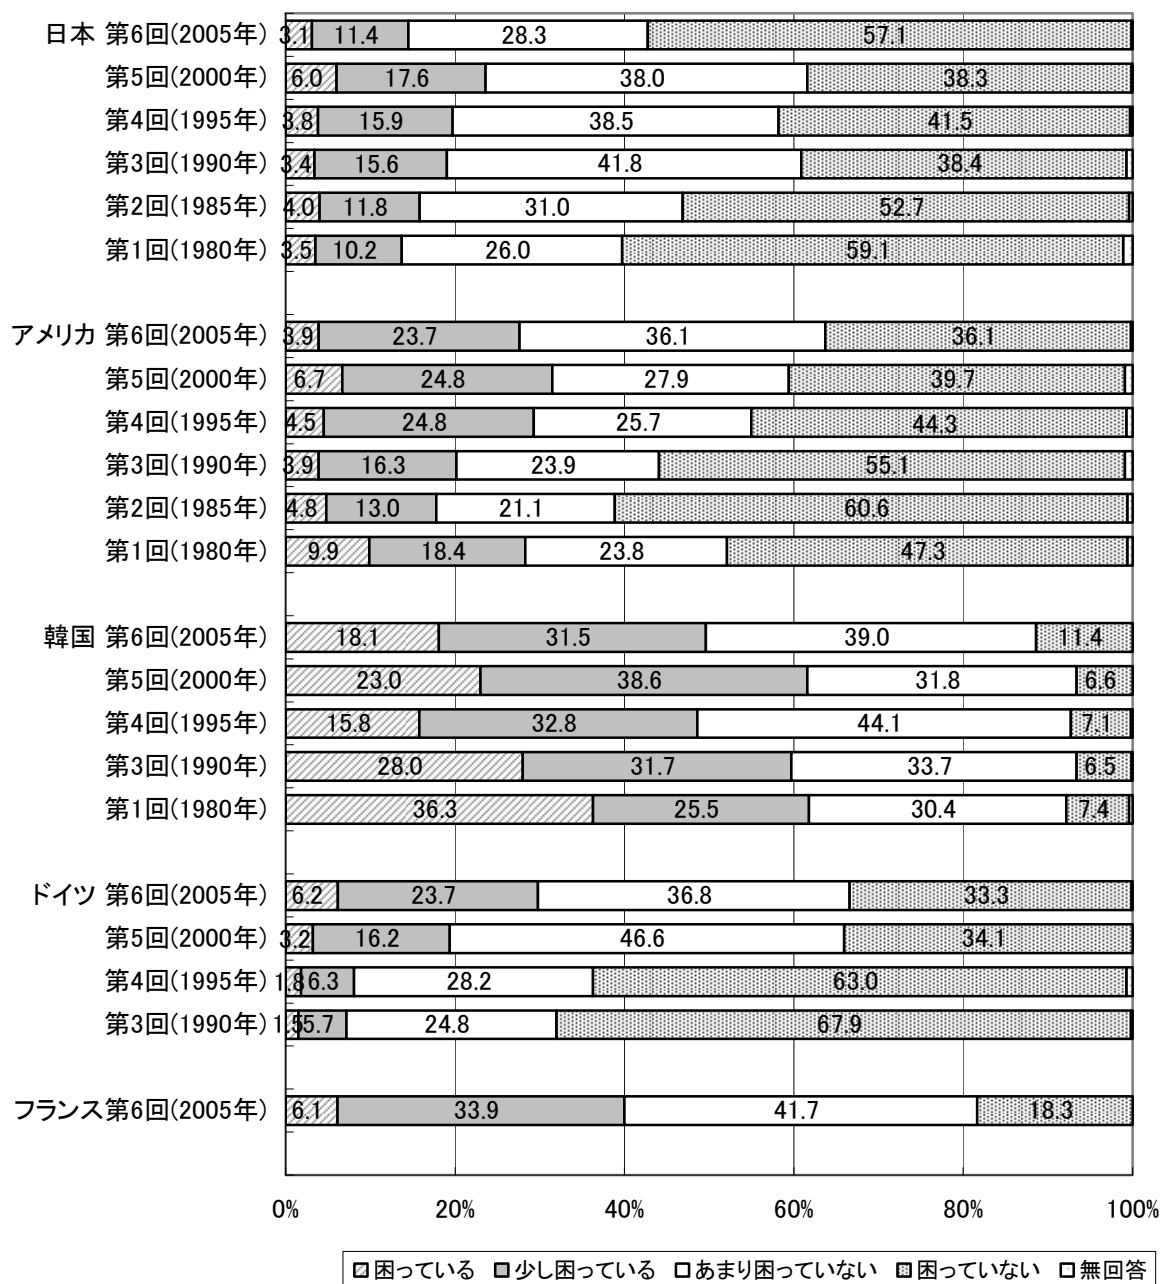 日本 第6回(2005年) 3.1 11.4 28.3 57.1
第5回(2000年) 6.0 17.6 38.0 38.3
第4回(1995年) 3.8 15.9 38.5 41.5
第3回(1990年) 3.4 15.6 41.8 38.4
第2回(1985年) 4.0 11.8 31.0 52.7
第1回(1980年) 3.5 10.2 26.0 59.1
アメリカ 第6回(2005年) 3.9 23.7 36.1 36.1
第5回(2000年) 6.7 24.8 27.9 39.7
第4回(1995年) 4.5 24.8 25.7 44.3
第3回(1990年) 3.9 16.3 23.9 55.1
第2回(1985年) 4.8 13.0 21.1 60.6
第1回(1980年) 9.9 18.4 23.8 47.3
韓国 第6回(2005年) 18.1 31.5 39.0 11.4
第5回(2000年) 23.0 38.6 31.8 6.6
第4回(1995年) 15.8 32.8 44.1 7.1
第3回(1990年) 28.0 31.7 33.7 6.5
第1回(1980年) 36.3 25.5 30.4 7.4
ドイツ 第6回(2005年) 6.2 23.7 36.8 33.3
第5回(2000年) 3.2 16.2 46.6 34.1
第4回(1995年) 1.8 6.3 28.2 63.0
第3回(1990年) 1.5 5.7 24.8 67.9
フランス第6回(2005年) 6.1 33.9 41.7 18.3
0% 20% 40% 60% 80% 100%
困っている 少し困っている あまり困っていない 困っていない 無回答